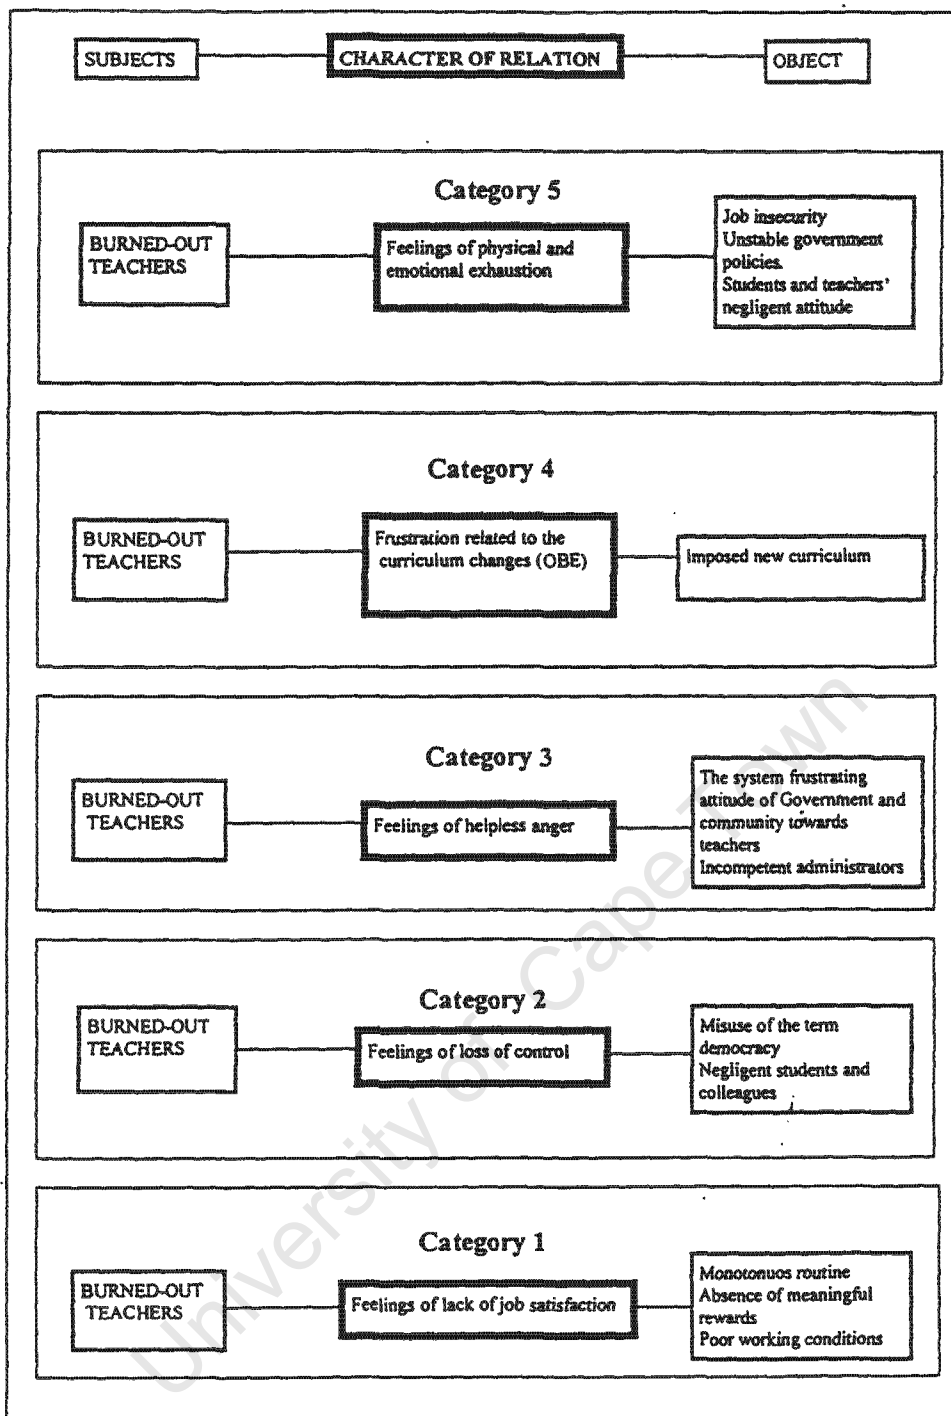 SUBJECTS
CHARACTER OF RELATION
OBJECT
Category 5
BURNED-OUT
TEACHERS
Feelings of physical and
emotional exhaustion
Job insecurity
Unstable government
policies.
Students and teachers'
negligent attitude
Category 4
BURNED-OUT
TEACHERS
Frustration related to the
curriculum changes (OBE)
Imposed new curriculum
Category 3
BURNED-OUT
TEACHERS
Feelings of helpless anger
The system frustrating
attitude of Government and
community towards
teachers
Incompetent administrators
Category 2
BURNED-OUT
TEACHERS
Feelings of loss of control
Misuse of the term
democracy
Negligent students and
colleagues
Category 1
BURNED-OUT
TEACHERS
Feelings of lack of job satisfaction
Monotonuos routine
Absence of meaningful
rewards
Poor working conditions
University of Cape Town